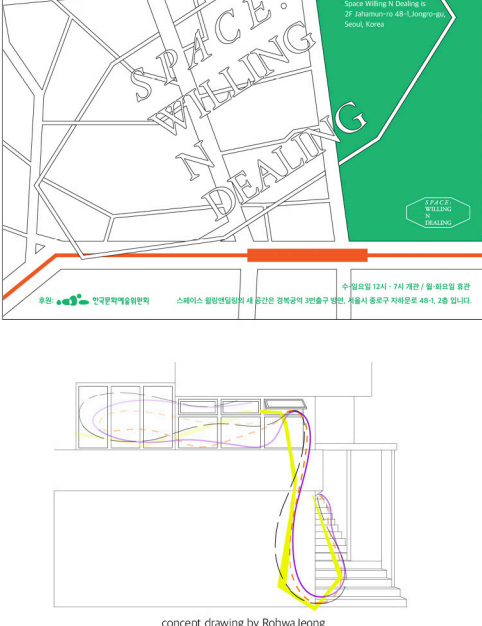 Space Willing N Dealing is
2F Jahamun-ro 48-1,Jongro-gu,
Seoul, Korea
SPACE:
WILLING
N
DEALING
SPACE:
WILLING
N
DEALING
수-일요일 12시 - 7시 개관 / 월·화요일 휴관
후원: 한국문화예술위원회 스페이스 윌링앤딜링의 새 공간은 경복궁역 3번출구 방면, 서울시 종로구 자하문로 48-1, 2층 입니다.
concept drawing by Rohwa Jeong